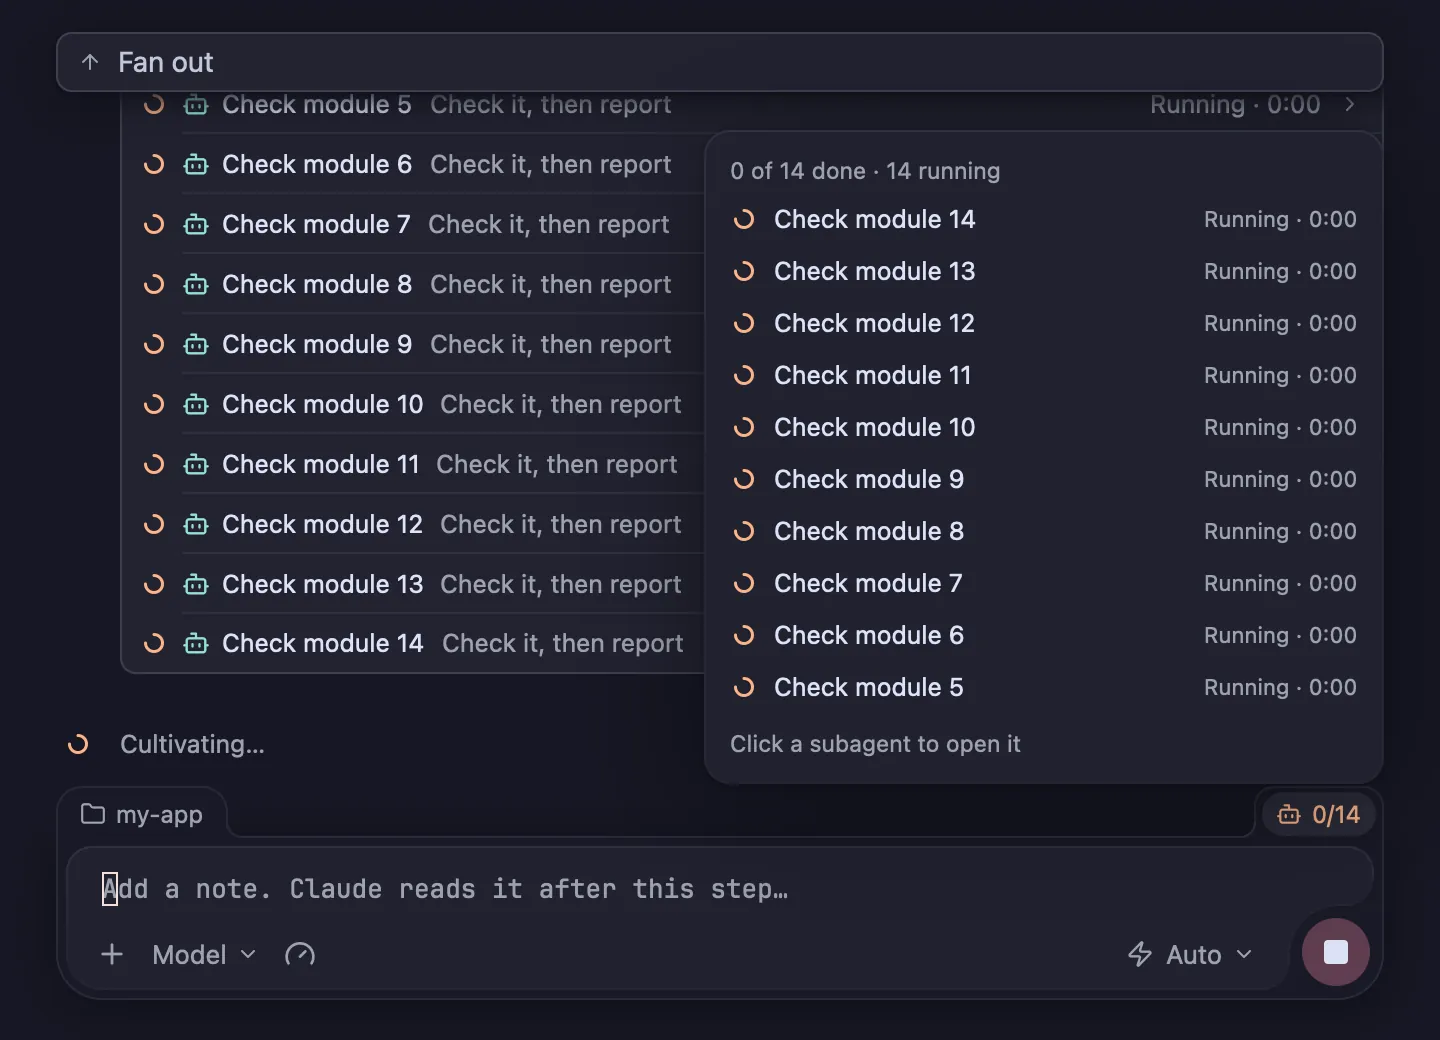 Fan out
Check module 5 Check it, then report Running · 0:00
Check module 6 Check it, then report
Check module 7 Check it, then report
Check module 8 Check it, then report
Check module 9 Check it, then report
Check module 10 Check it, then report
Check module 11 Check it, then report
Check module 12 Check it, then report
Check module 13 Check it, then report
Check module 14 Check it, then report
0 of 14 done · 14 running
Check module 14 Running · 0:00
Check module 13 Running · 0:00
Check module 12 Running · 0:00
Check module 11 Running · 0:00
Check module 10 Running · 0:00
Check module 9 Running · 0:00
Check module 8 Running · 0:00
Check module 7 Running · 0:00
Check module 6 Running · 0:00
Check module 5 Running · 0:00
Click a subagent to open it
Cultivating...
my-app
0/14
Add a note. Claude reads it after this step…
Model
Auto